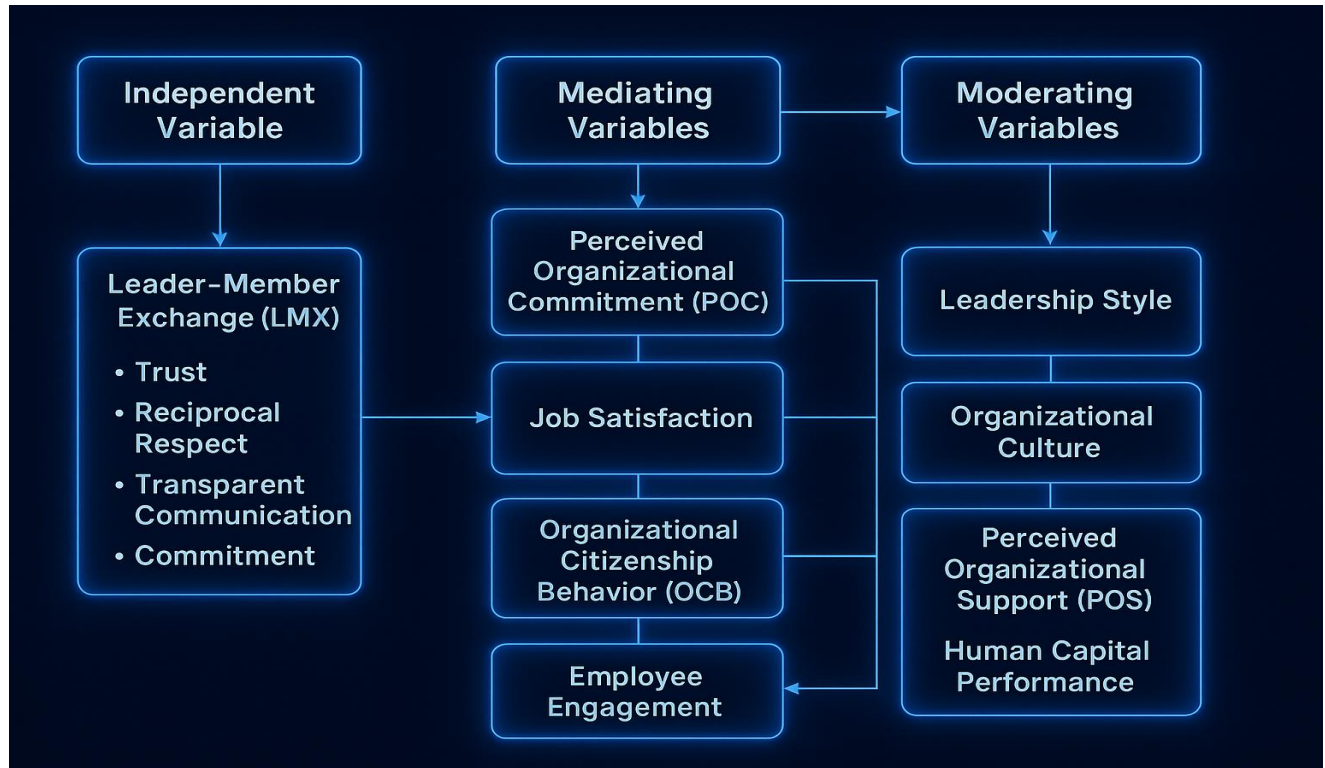 Independent
Variable
Leader-Member
Exchange (LMX)
• Trust
• Reciprocal
Respect
• Transparent
Communication
• Commitment
Mediating
Variables
Perceived
Organizational
Commitment (POC)
Job Satisfaction
Organizational
Citizenship
Behavior (OCB)
Employee
Engagement
Moderating
Variables
Leadership Style
Organizational
Culture
Perceived
Organizational
Support (POS)
Human Capital
Performance